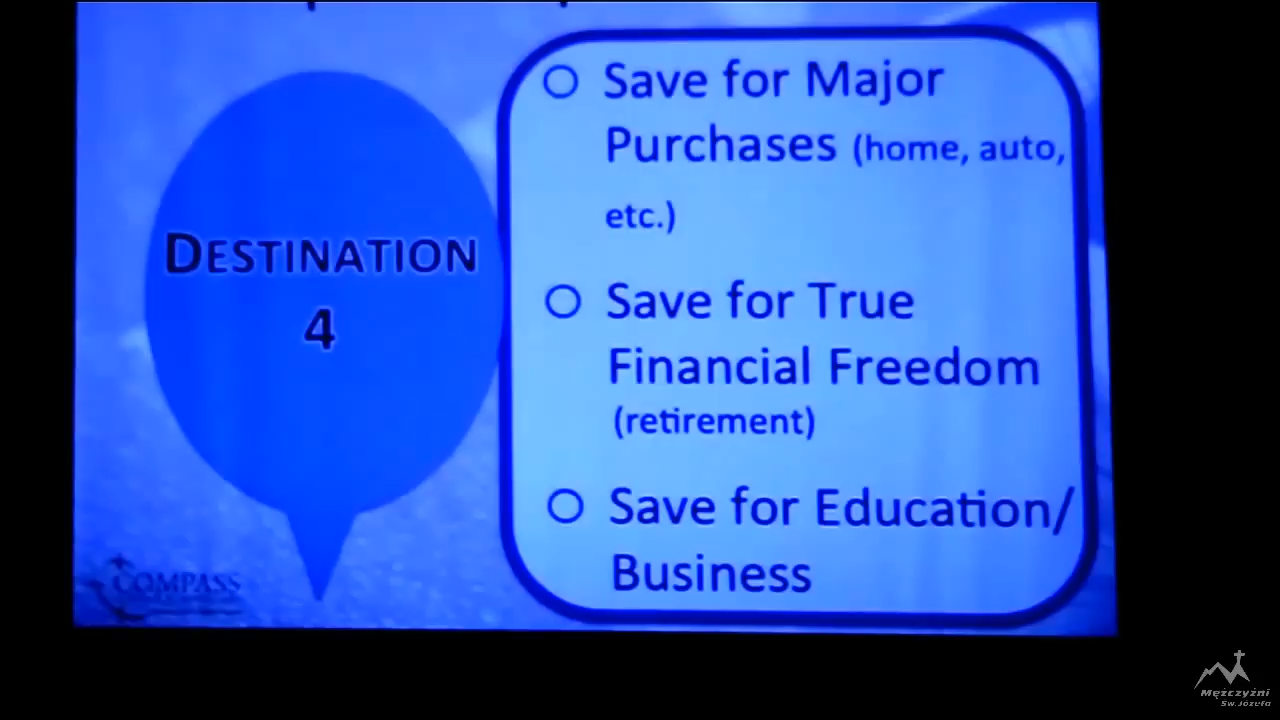 DESTINATION
4
Save for Major
Purchases (home, auto,
etc.)
Save for True
Financial Freedom
(retirement)
Save for Education/
Business
COMPASS
Mężczyźni
Św.Józefa